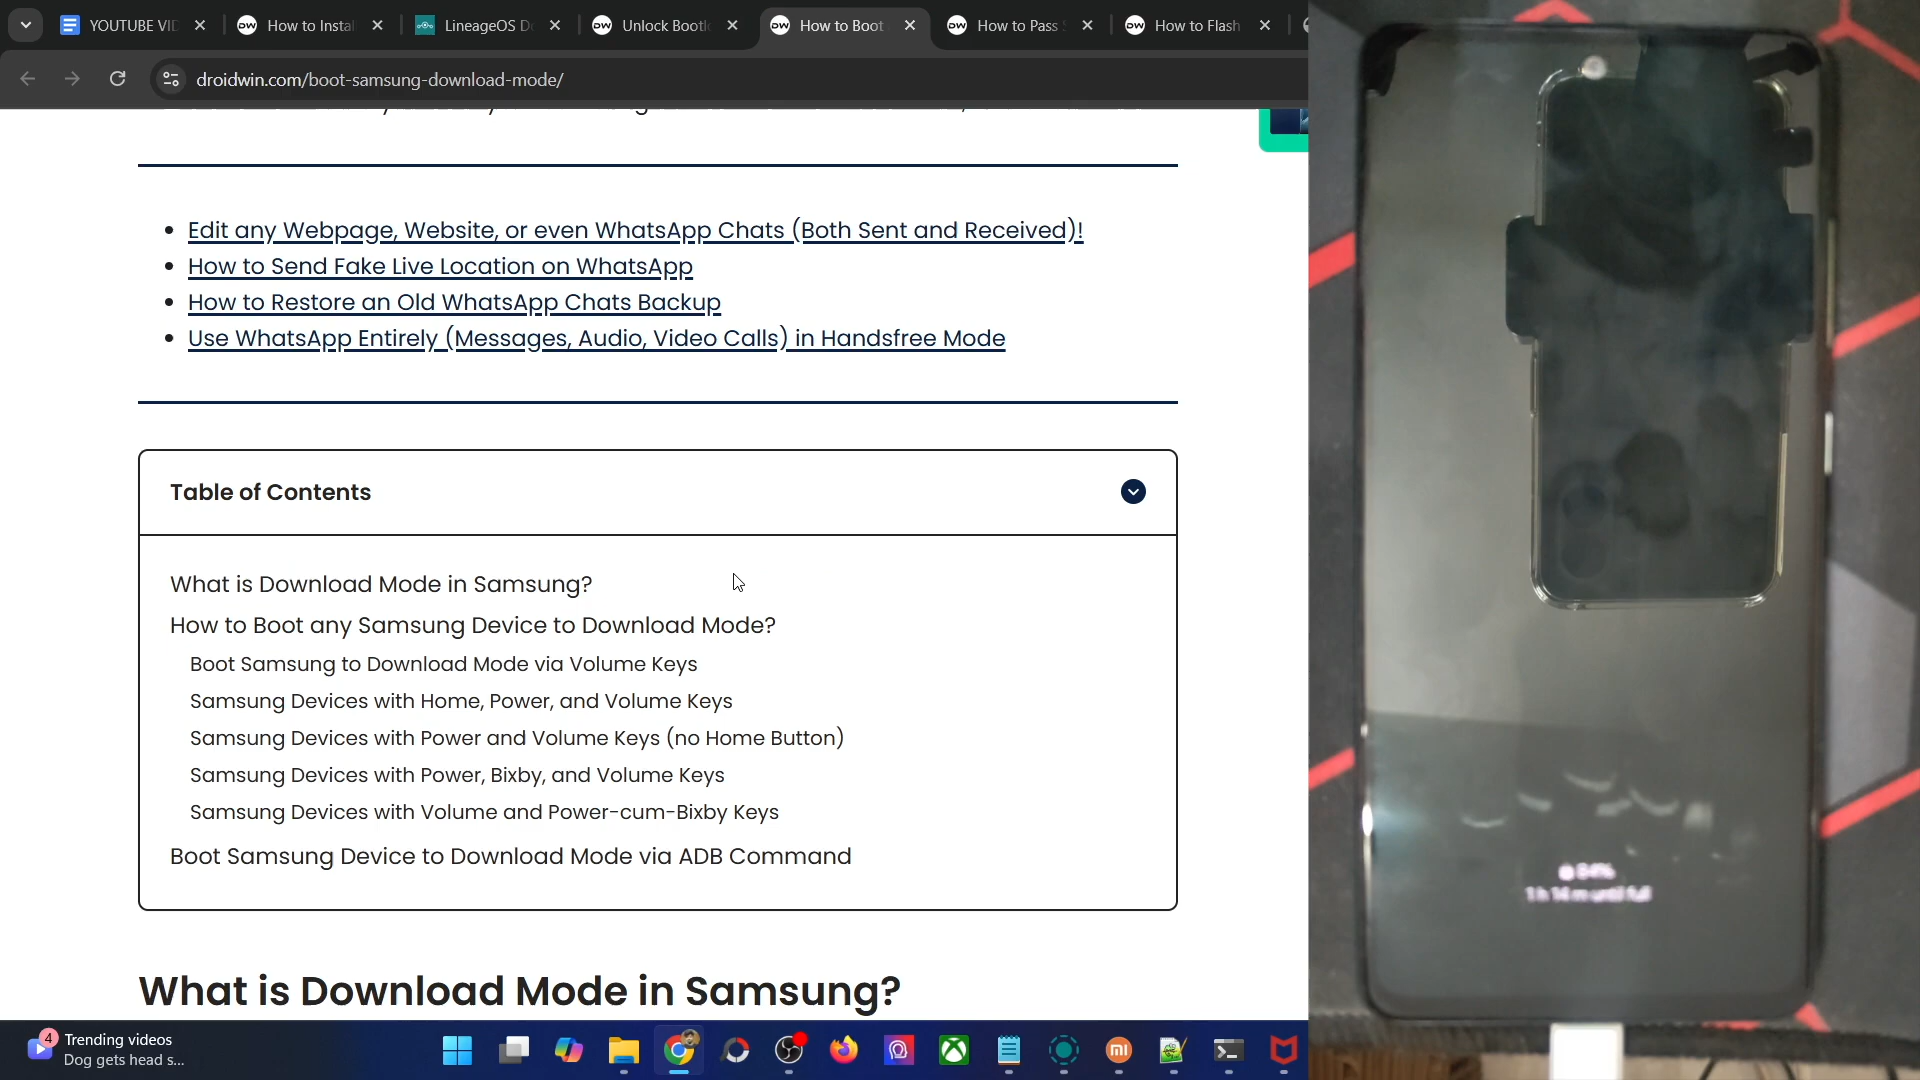 YOUTUBE VID
How to Instal
LineageOS D
Unlock Bootl
How to Boot
How to Pass S
How to Flash
droidwin.com/boot-samsung-download-mode/
Edit any Webpage, Website, or even WhatsApp Chats (Both Sent and Received)!
How to Send Fake Live Location on WhatsApp
How to Restore an Old WhatsApp Chats Backup
Use WhatsApp Entirely (Messages, Audio, Video Calls) in Handsfree Mode
Table of Contents
What is Download Mode in Samsung?
How to Boot any Samsung Device to Download Mode?
Boot Samsung to Download Mode via Volume Keys
Samsung Devices with Home, Power, and Volume Keys
Samsung Devices with Power and Volume Keys (no Home Button)
Samsung Devices with Power, Bixby, and Volume Keys
Samsung Devices with Volume and Power-cum-Bixby Keys
Boot Samsung Device to Download Mode via ADB Command
What is Download Mode in Samsung?
84%
1 h 14 m until full
4
Trending videos
Dog gets head s...